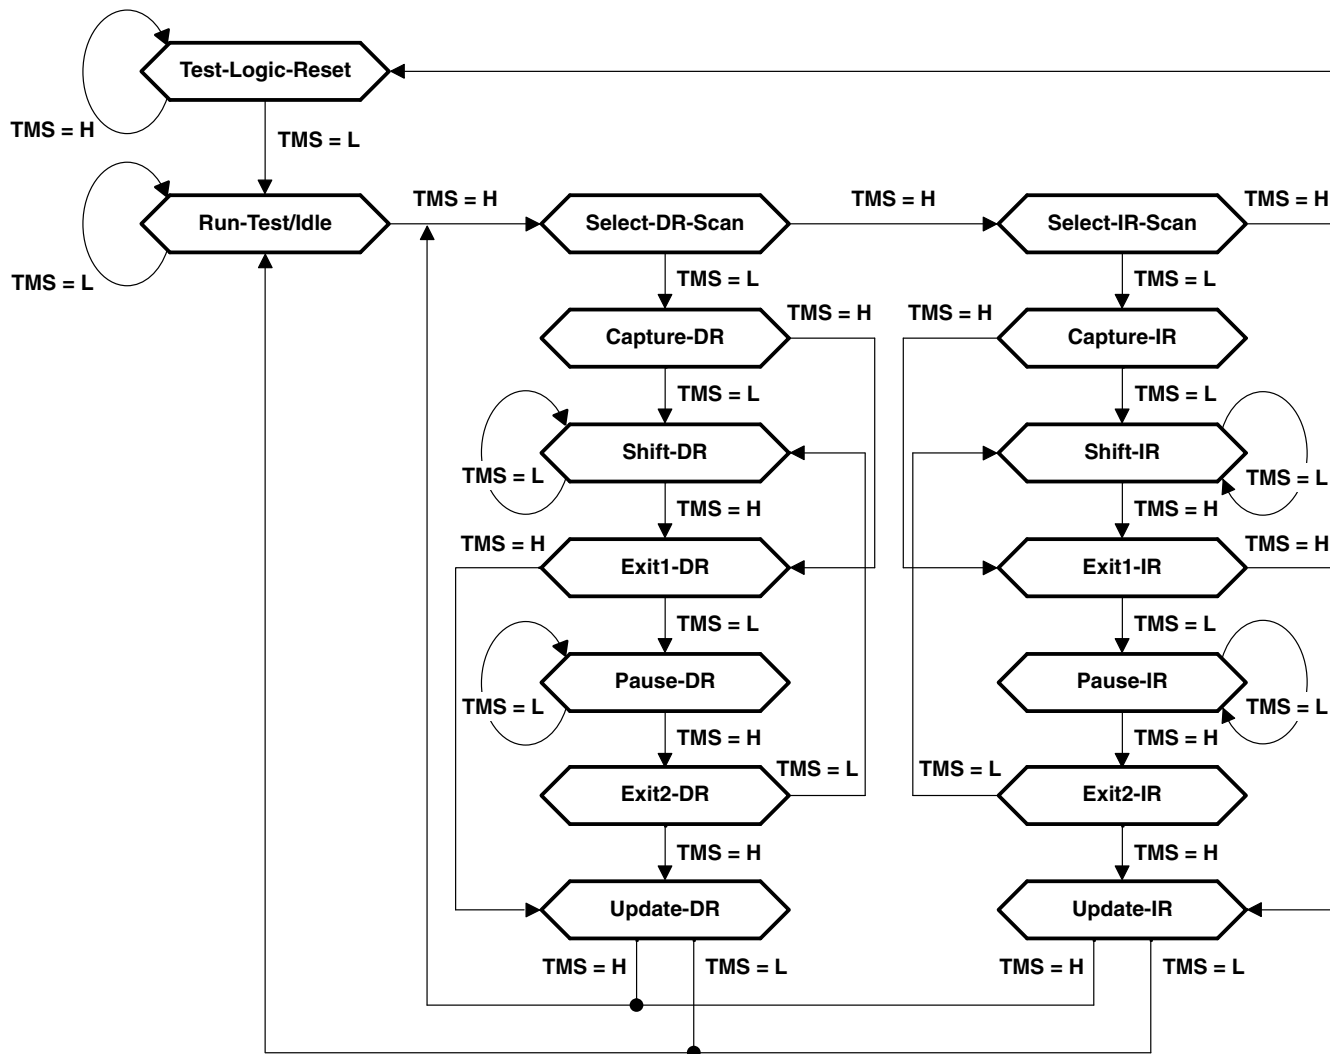 Test-Logic-Reset
TMS = H
TMS = L
Run-Test/Idle
TMS = H
Select-DR-Scan
TMS = H
Select-IR-Scan
TMS = H
TMS = L
TMS = L
TMS = L
TMS = H
TMS = H
Capture-DR
Capture-IR
TMS = L
TMS = L
Shift-DR
Shift-IR
TMS = L
TMS = L
TMS = H
TMS = H
TMS = H
TMS = H
Exit1-DR
Exit1-IR
TMS = L
TMS = L
Pause-DR
Pause-IR
TMS = L
TMS = L
TMS = H
TMS = H
TMS = L
TMS = L
Exit2-DR
Exit2-IR
TMS = H
TMS = H
Update-DR
Update-IR
TMS = H
TMS = L
TMS = H
TMS = L